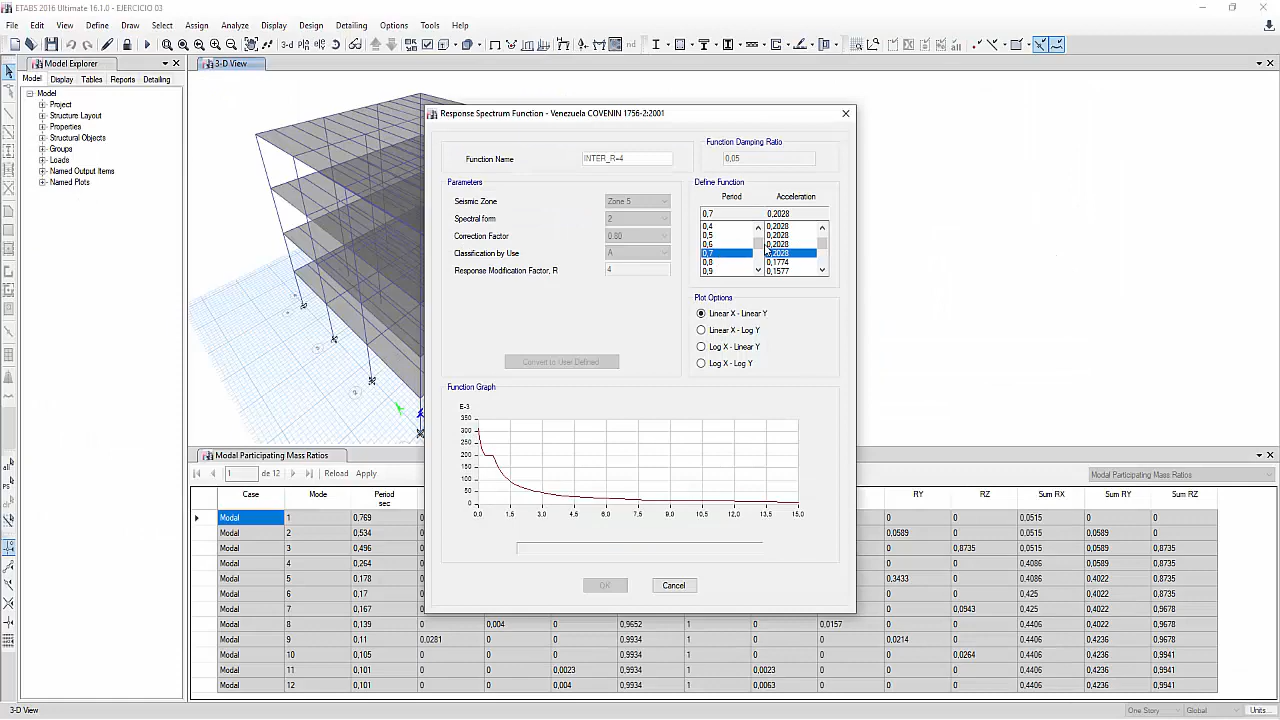 ETABS 2016 Ultimate 16.1.0 - EJERCICIO 03
File Edit View Define Draw Select Assign Analyze Display Design Detailing Options Tools Help
3-d nd
Model Explorer
3-D View
Model Display Tables Reports Detailing
Model
Project
Structure Layout
Properties
Structural Objects
Groups
Loads
Named Output Items
Named Plots
Response Spectrum Function - Venezuela COVENIN 1756-2:2001
Function Name INTER_R=4
Function Damping Ratio
0,05
Parameters
Seismic Zone Zone 5
Spectral form 2
Correction Factor 0.80
Classification by Use A
Response Modification Factor, R 4
Convert to User Defined
Define Function
Period Acceleration
0,7 0,2028
0,4 0,2028
0,5 0,2028
0,6 0,2028
0,7 0,2028
0,8 0,1774
0,9 0,1577
Plot Options
Linear X - Linear Y
Linear X - Log Y
Log X - Linear Y
Log X - Log Y
Function Graph
E-3
350
300
250
200
150
100
50
0
0,0 1,5 3,0 4,5 6,0 7,5 9,0 10,5 12,0 13,5 15,0
OK Cancel
Modal Participating Mass Ratios
1 de 12 Reload Apply Modal Participating Mass Ratios
Case Mode Period RY RZ Sum RX Sum RY Sum RZ
sec
Modal 1 0,769 0 0 0,0515 0 0
Modal 2 0,534 0,0589 0 0,0515 0,0589 0
Modal 3 0,496 0 0,8735 0,0515 0,0589 0,8735
Modal 4 0,264 0 0 0,4086 0,0589 0,8735
Modal 5 0,178 0,3433 0 0,4086 0,4022 0,8735
Modal 6 0,17 0 0 0,425 0,4022 0,8735
Modal 7 0,167 0 0,0943 0,425 0,4022 0,9678
Modal 8 0,139 0 0,004 0 0,9652 1 0 0,0157 0 0 0,4406 0,4022 0,9678
Modal 9 0,11 0,0281 0 0 0,9934 1 0 0 0,0214 0 0,4406 0,4236 0,9678
Modal 10 0,105 0 0 0 0,9934 1 0 0 0 0,0264 0,4406 0,4236 0,9941
Modal 11 0,101 0 0,0023 0 0,9934 1 0,0023 0 0 0 0,4406 0,4236 0,9941
Modal 12 0,101 0 0,004 0 0,9934 1 0,0063 0 0 0 0,4406 0,4236 0,9941
3-D View One Story Global Units...